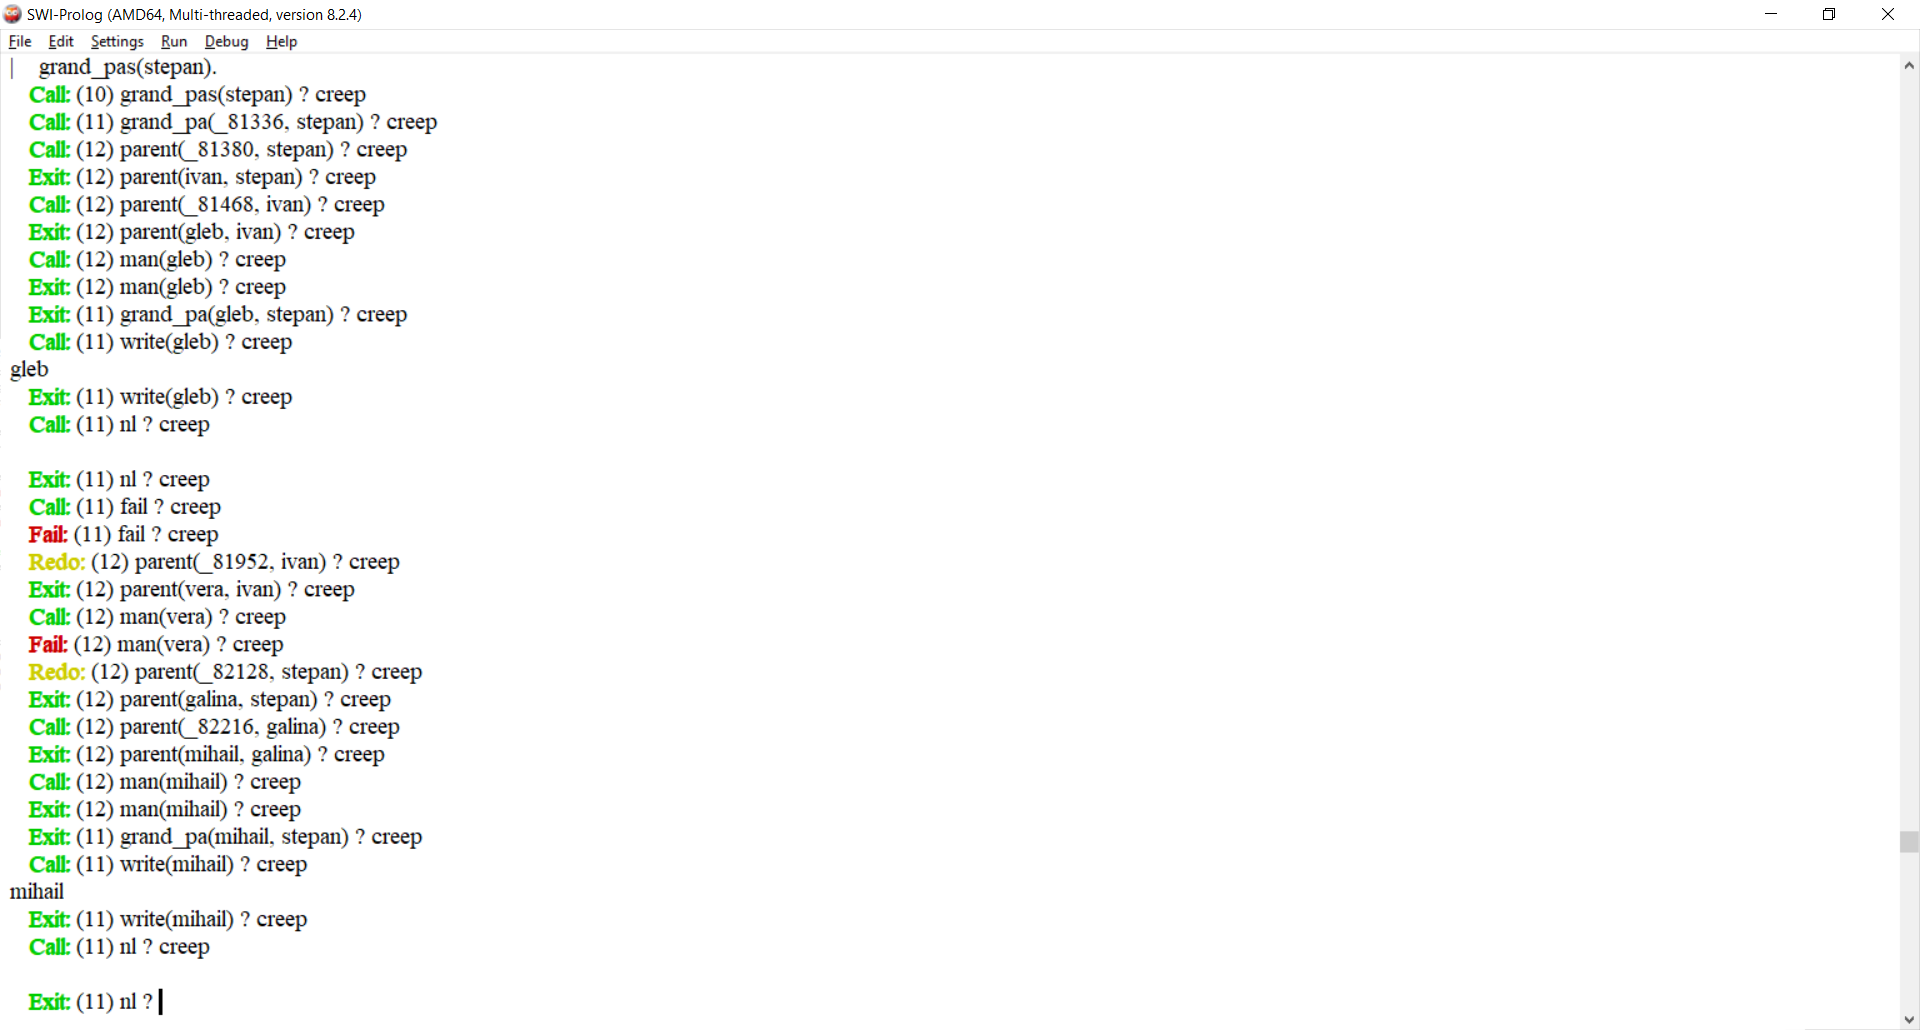 SWI-Prolog (AMD64, Multi-threaded, version 8.2.4)
File Edit Settings Run Debug Help
| grand_pas(stepan).
Call: (10) grand_pas(stepan) ? creep
Call: (11) grand_pa(_81336, stepan) ? creep
Call: (12) parent(_81380, stepan) ? creep
Exit: (12) parent(ivan, stepan) ? creep
Call: (12) parent(_81468, ivan) ? creep
Exit: (12) parent(gleb, ivan) ? creep
Call: (12) man(gleb) ? creep
Exit: (12) man(gleb) ? creep
Exit: (11) grand_pa(gleb, stepan) ? creep
Call: (11) write(gleb) ? creep
gleb
Exit: (11) write(gleb) ? creep
Call: (11) nl ? creep
Exit: (11) nl ? creep
Call: (11) fail ? creep
Fail: (11) fail ? creep
Redo: (12) parent(_81952, ivan) ? creep
Exit: (12) parent(vera, ivan) ? creep
Call: (12) man(vera) ? creep
Fail: (12) man(vera) ? creep
Redo: (12) parent(_82128, stepan) ? creep
Exit: (12) parent(galina, stepan) ? creep
Call: (12) parent(_82216, galina) ? creep
Exit: (12) parent(mihail, galina) ? creep
Call: (12) man(mihail) ? creep
Exit: (12) man(mihail) ? creep
Exit: (11) grand_pa(mihail, stepan) ? creep
Call: (11) write(mihail) ? creep
mihail
Exit: (11) write(mihail) ? creep
Call: (11) nl ? creep
Exit: (11) nl ?